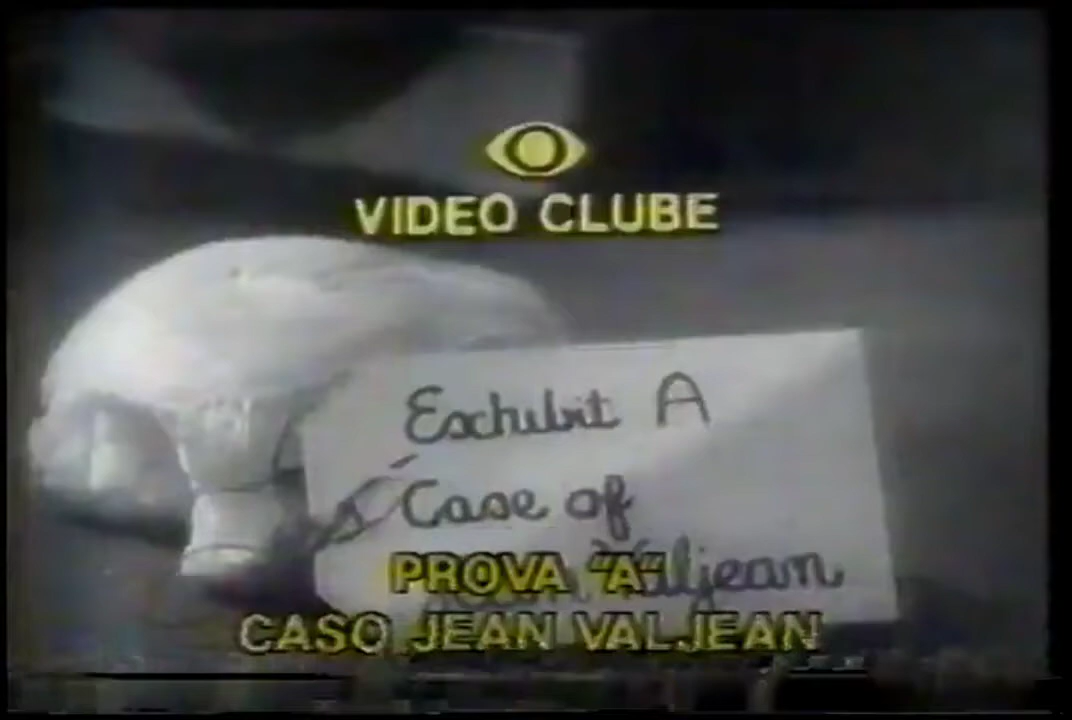 VIDEO CLUBE
Exhibit A
Case of
Valjean
PROVA "A"
CASO JEAN VALJEAN